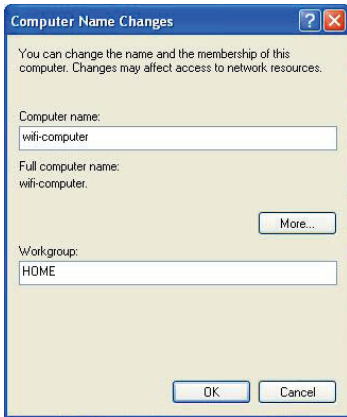 Computer Name Changes
You can change the name and the membership of this
computer. Changes may affect access to network resources.
Computer name:
wifi-computer
Full computer name:
wifi-computer.
More...
Workgroup:
HOME
OK Cancel